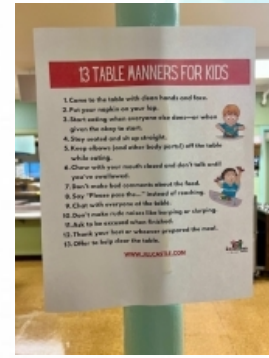 13 TABLE MANNERS FOR KIDS
1. Come to the table with clean hands and face.
2. Put your napkin on your lap.
3. Start eating when everyone else does—or when
given the okay to start.
4. Stay seated and sit up straight.
5. Keep elbows (and other body parts!) off the table
while eating.
6. Chew with your mouth closed and don't talk until
you've swallowed.
7. Don't make bad comments about the food.
8. Say "Please pass the..." instead of reaching.
9. Chat with everyone at the table.
10. Don't make rude noises like burping or slurping.
11. Ask to be excused when finished.
12. Thank your host or whoever prepared the meal.
13. Offer to help clear the table.
WWW.JILLCASTLE.COM